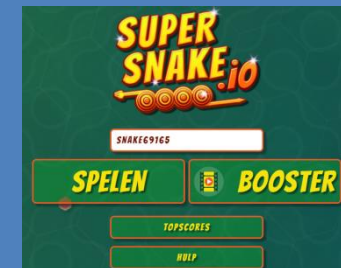 SUPER
SNAKE.io
SNAKE69165
SPELEN
BOOSTER
TOPSCORES
HULP